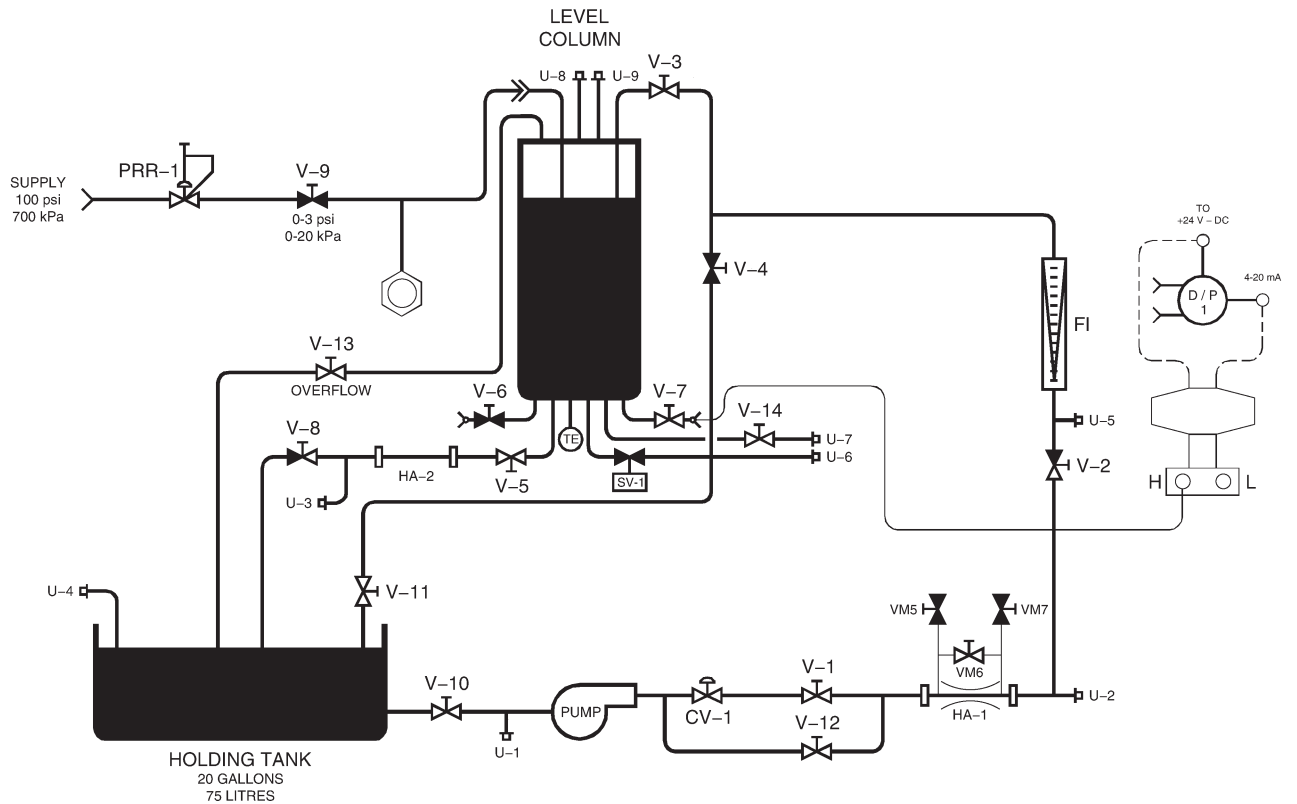 LEVEL
COLUMN
U–8
U–9
V–3
PRR–1
V–9
SUPPLY
100 psi
700 kPa
0-3 psi
0-20 kPa
TO
+24 V – DC
4-20 mA
D / P
1
V–4
FI
V–13
OVERFLOW
V–6
V–7
V–14
U–5
V–8
TE
U–7
U–6
HA–2
V–5
SV-1
V–2
H
L
U–3
U–4
V–11
VM5
VM7
VM6
V–10
V–1
U–2
PUMP
CV–1
HA–1
V–12
U–1
HOLDING TANK
20 GALLONS
75 LITRES